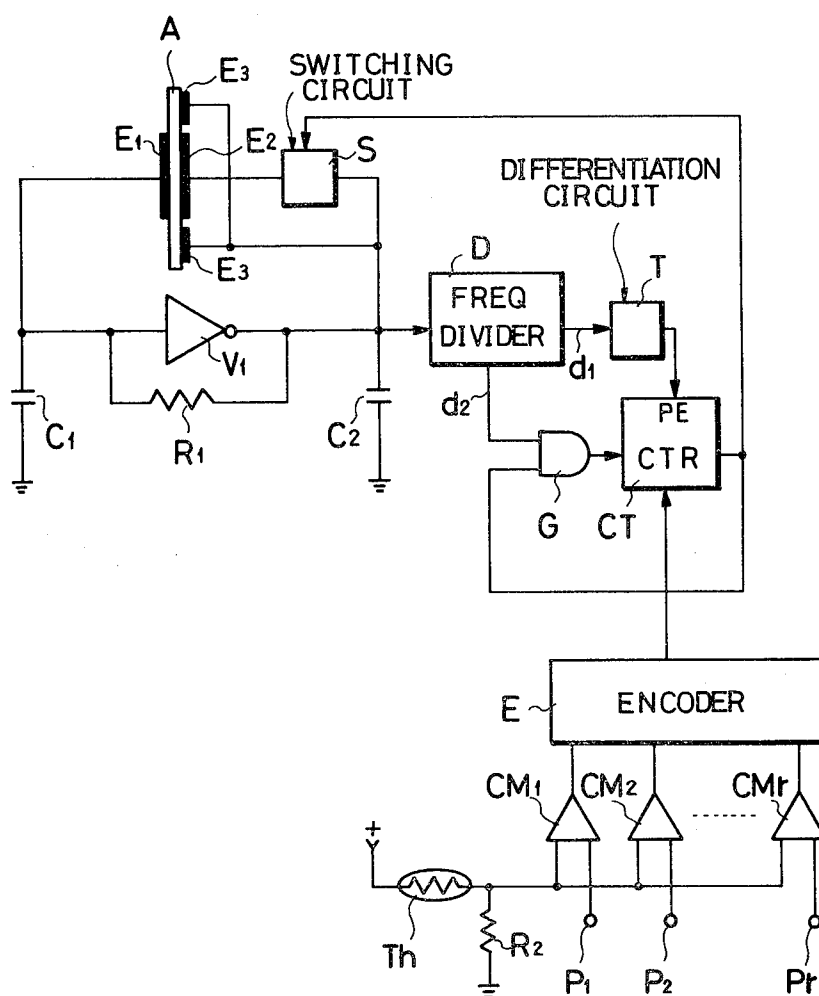 A
E3
SWITCHING
CIRCUIT
E1
E2
S
DIFFERENTIATION
CIRCUIT
E3
D
T
FREQ
DIVIDER
d1
V1
d2
PE
CTR
C1
R1
C2
G
CT
E
ENCODER
CM1
CM2
CMr
+
Th
R2
P1
P2
Pr